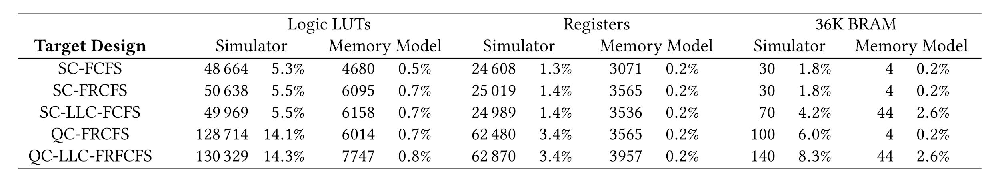 Logic LUTs Registers 36K BRAM
Target Design Simulator Memory Model Simulator Memory Model Simulator Memory Model
SC-FCFS 48 664 5.3% 4680 0.5% 24 608 1.3% 3071 0.2% 30 1.8% 4 0.2%
SC-FRCFS 50 638 5.5% 6095 0.7% 25 019 1.4% 3565 0.2% 30 1.8% 4 0.2%
SC-LLC-FCFS 49 969 5.5% 6158 0.7% 24 989 1.4% 3536 0.2% 70 4.2% 44 2.6%
QC-FRCFS 128 714 14.1% 6014 0.7% 62 480 3.4% 3565 0.2% 100 6.0% 4 0.2%
QC-LLC-FRFCFS 130 329 14.3% 7747 0.8% 62 870 3.4% 3957 0.2% 140 8.3% 44 2.6%